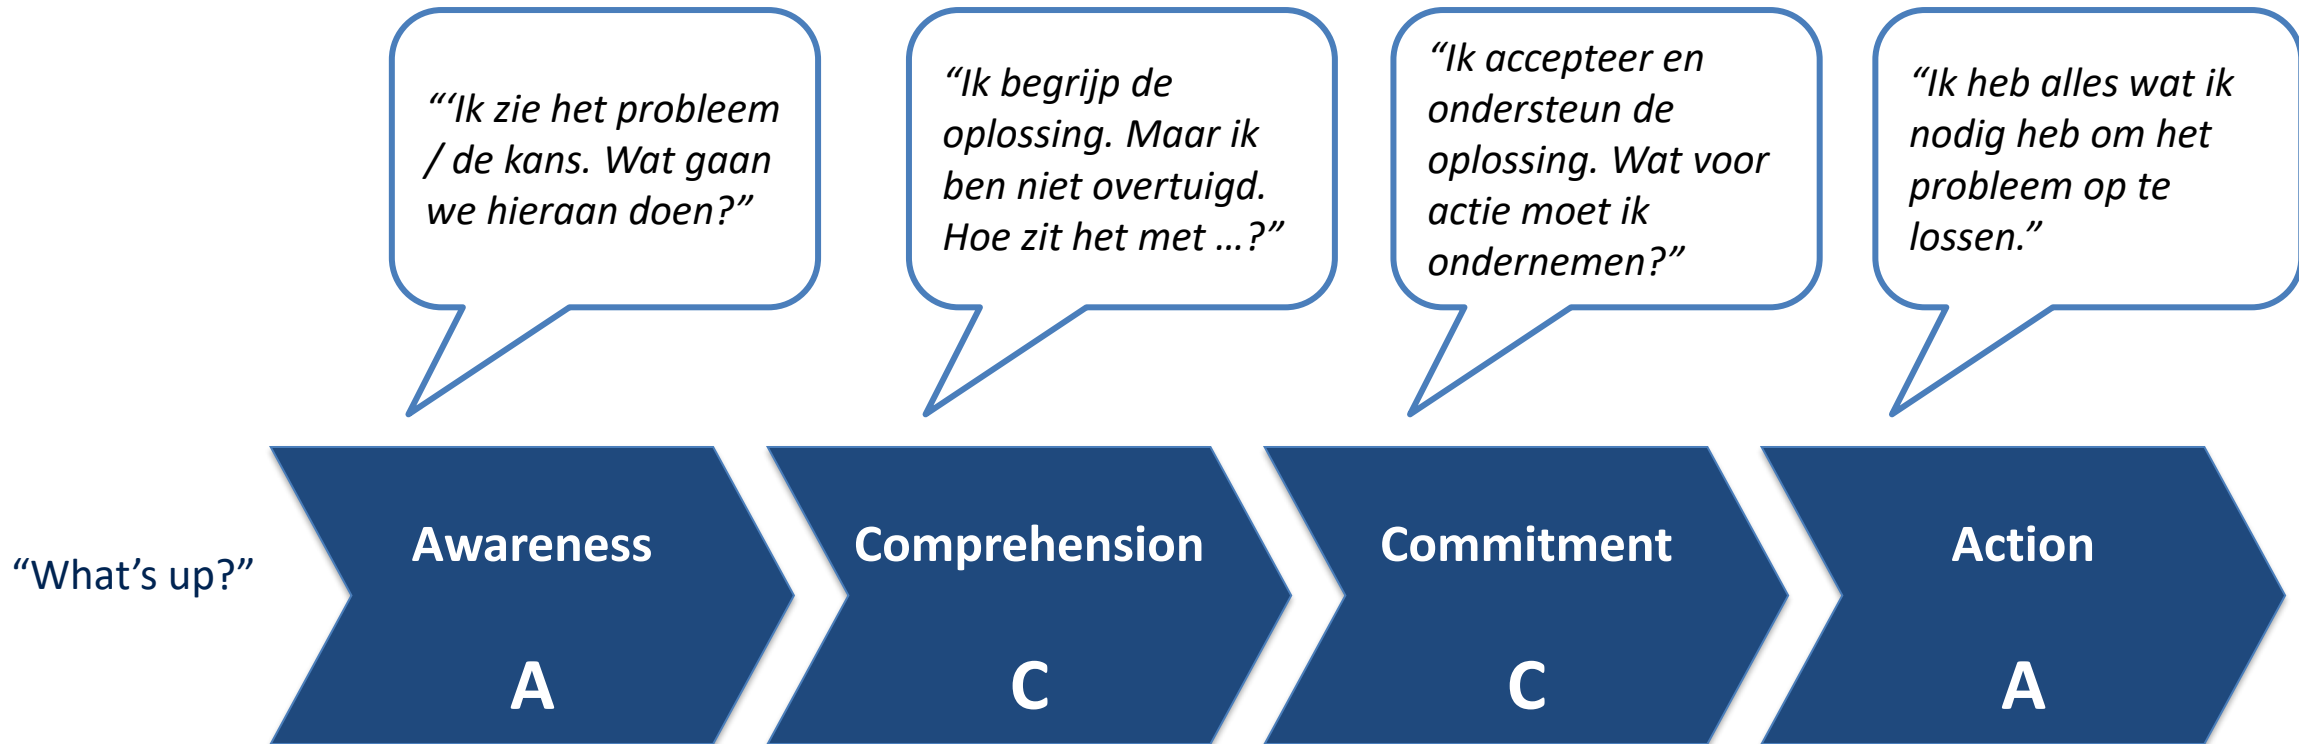 “‘Ik zie het probleem
/ de kans. Wat gaan
we hieraan doen?”
“Ik begrijp de
oplossing. Maar ik
ben niet overtuigd.
Hoe zit het met …?”
“Ik accepteer en
ondersteun de
oplossing. Wat voor
actie moet ik
ondernemen?”
“Ik heb alles wat ik
nodig heb om het
probleem op te
lossen.”
“What’s up?”
Awareness
A
Comprehension
C
Commitment
C
Action
A